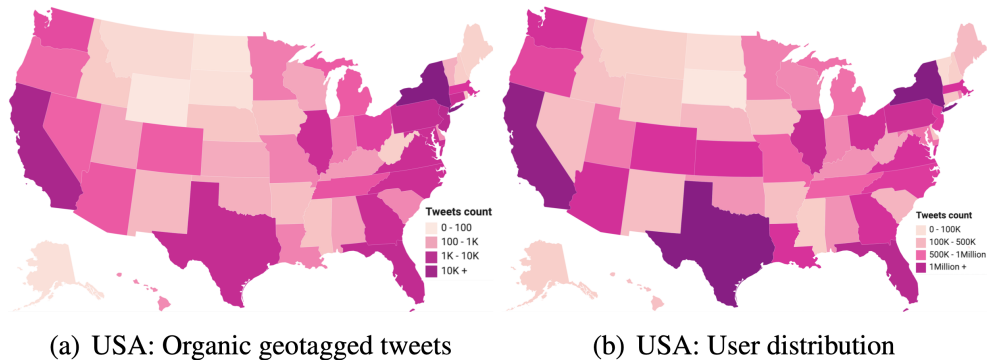 Tweets count
0 - 100
100 - 1K
1K - 10K
10K +
Tweets count
0 - 100K
100K - 500K
500K - 1Million
1Million +
(a) USA: Organic geotagged tweets
(b) USA: User distribution